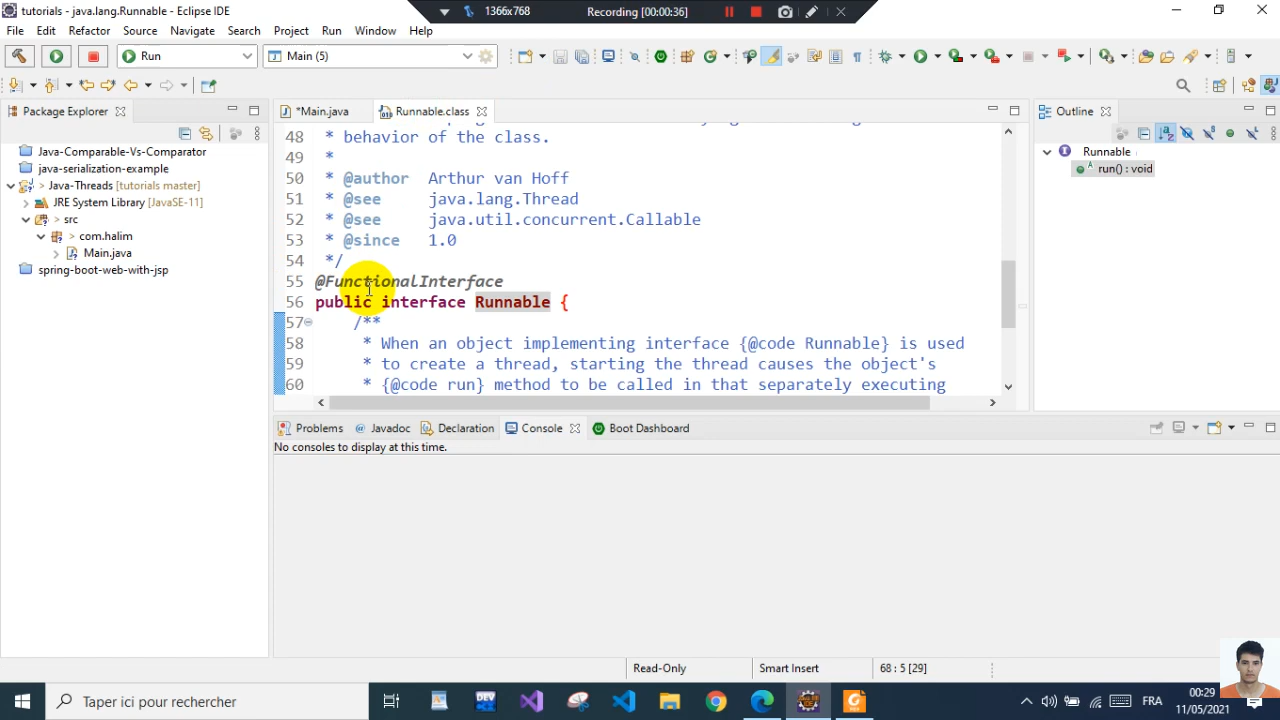 tutorials - java.lang.Runnable - Eclipse IDE
1366x768
Recording [00:00:36]
File Edit Refactor Source Navigate Search Project Run Window Help
Run
Main (5)
Package Explorer
*Main.java
Runnable.class
Outline
Java-Comparable-Vs-Comparator
java-serialization-example
> Java-Threads [tutorials master]
JRE System Library [JavaSE-11]
> src
> com.halim
Main.java
spring-boot-web-with-jsp
48 * behavior of the class.
49 *
50 * @author Arthur van Hoff
51 * @see java.lang.Thread
52 * @see java.util.concurrent.Callable
53 * @since 1.0
54 */
55 @FunctionalInterface
56 public interface Runnable {
57 /**
58 * When an object implementing interface {@code Runnable} is used
59 * to create a thread, starting the thread causes the object's
60 * {@code run} method to be called in that separately executing
Runnable
run() : void
Problems
Javadoc
Declaration
Console
Boot Dashboard
No consoles to display at this time.
Read-Only
Smart Insert
68 : 5 [29]
Taper ici pour rechercher
FRA
00:29
11/05/2021